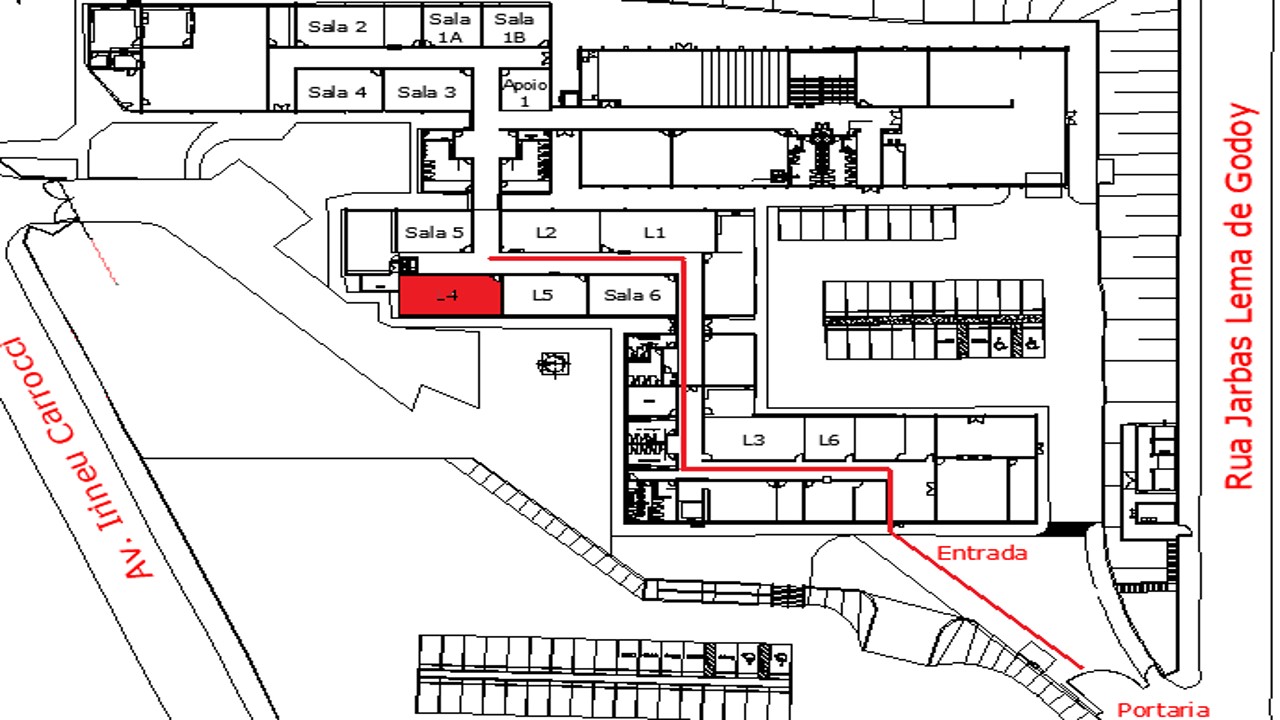 Sala 2
Sala
1A
Sala
1B
Sala 4
Sala 3
Apoio
1
Sala 5
L2
L1
L4
L5
Sala 6
L3
L6
Entrada
Portaria
Rua Jarbas Lema de Godoy
Av. Irineu Carrocci